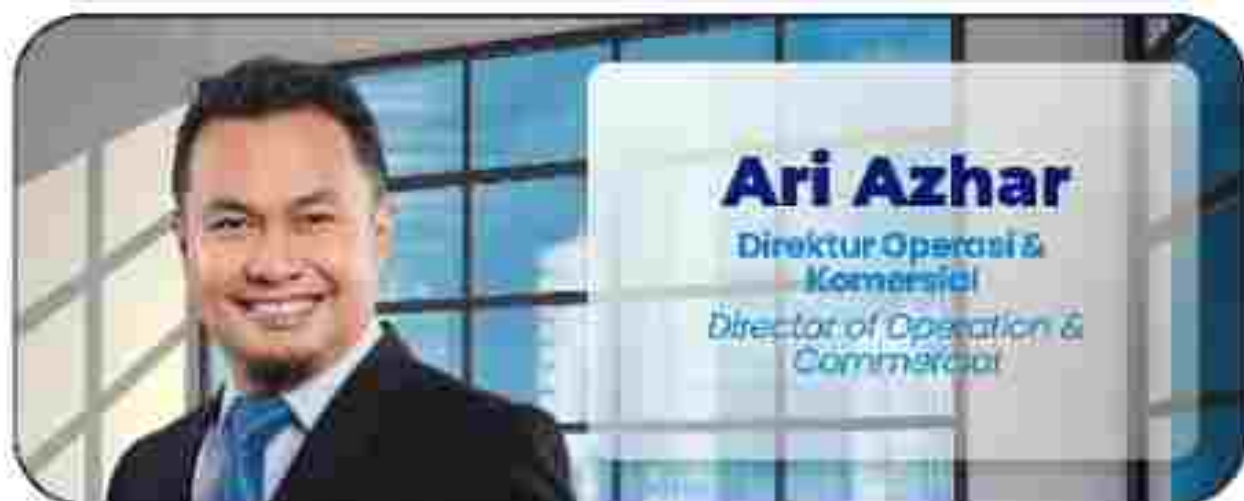 Ari Azhar
Direktur Operasi &
Komersial
Director of Operation &
Commercial